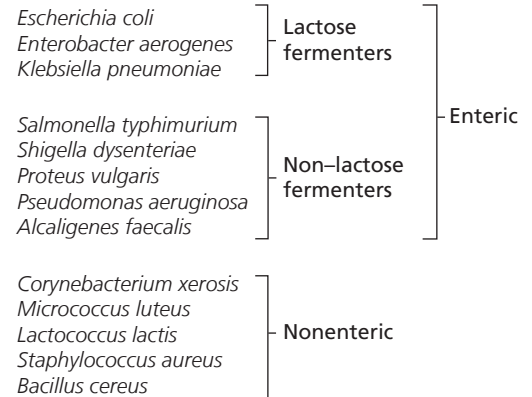 Escherichia coli
Enterobacter aerogenes
Klebsiella pneumoniae
Lactose
fermenters
Salmonella typhimurium
Shigella dysenteriae
Proteus vulgaris
Pseudomonas aeruginosa
Alcaligenes faecalis
Non–lactose
fermenters
Enteric
Corynebacterium xerosis
Micrococcus luteus
Lactococcus lactis
Staphylococcus aureus
Bacillus cereus
Nonenteric